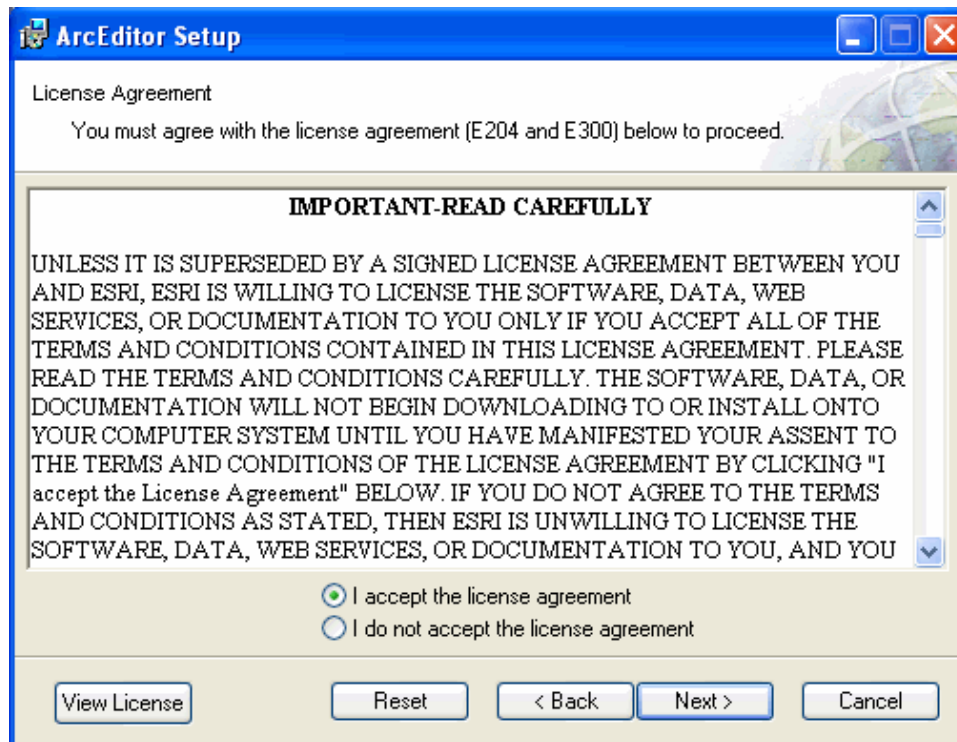 ArcEditor Setup
License Agreement
You must agree with the license agreement (E204 and E300) below to proceed.
IMPORTANT-READ CAREFULLY
UNLESS IT IS SUPERSEDED BY A SIGNED LICENSE AGREEMENT BETWEEN YOU
AND ESRI, ESRI IS WILLING TO LICENSE THE SOFTWARE, DATA, WEB
SERVICES, OR DOCUMENTATION TO YOU ONLY IF YOU ACCEPT ALL OF THE
TERMS AND CONDITIONS CONTAINED IN THIS LICENSE AGREEMENT. PLEASE
READ THE TERMS AND CONDITIONS CAREFULLY. THE SOFTWARE, DATA, OR
DOCUMENTATION WILL NOT BEGIN DOWNLOADING TO OR INSTALL ONTO
YOUR COMPUTER SYSTEM UNTIL YOU HAVE MANIFESTED YOUR ASSENT TO
THE TERMS AND CONDITIONS OF THE LICENSE AGREEMENT BY CLICKING "I
accept the License Agreement" BELOW. IF YOU DO NOT AGREE TO THE TERMS
AND CONDITIONS AS STATED, THEN ESRI IS UNWILLING TO LICENSE THE
SOFTWARE, DATA, WEB SERVICES, OR DOCUMENTATION TO YOU, AND YOU
I accept the license agreement
I do not accept the license agreement
View License Reset < Back Next > Cancel